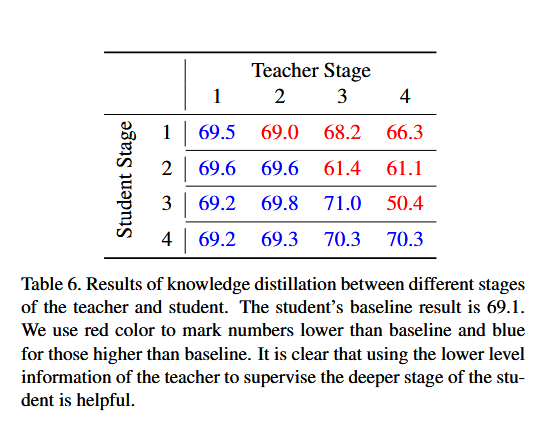 Teacher Stage
1 2 3 4
Student Stage
1 69.5 69.0 68.2 66.3
2 69.6 69.6 61.4 61.1
3 69.2 69.8 71.0 50.4
4 69.2 69.3 70.3 70.3
Table 6. Results of knowledge distillation between different stages
of the teacher and student. The student's baseline result is 69.1.
We use red color to mark numbers lower than baseline and blue
for those higher than baseline. It is clear that using the lower level
information of the teacher to supervise the deeper stage of the stu-
dent is helpful.